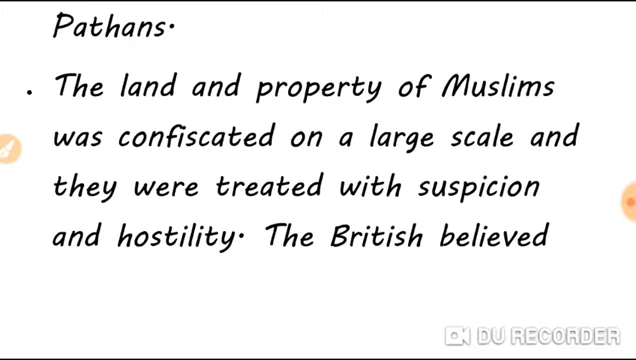 Pathans.
. The land and property of Muslims
was confiscated on a large scale and
they were treated with suspicion
and hostility. The British believed
DU RECORDER